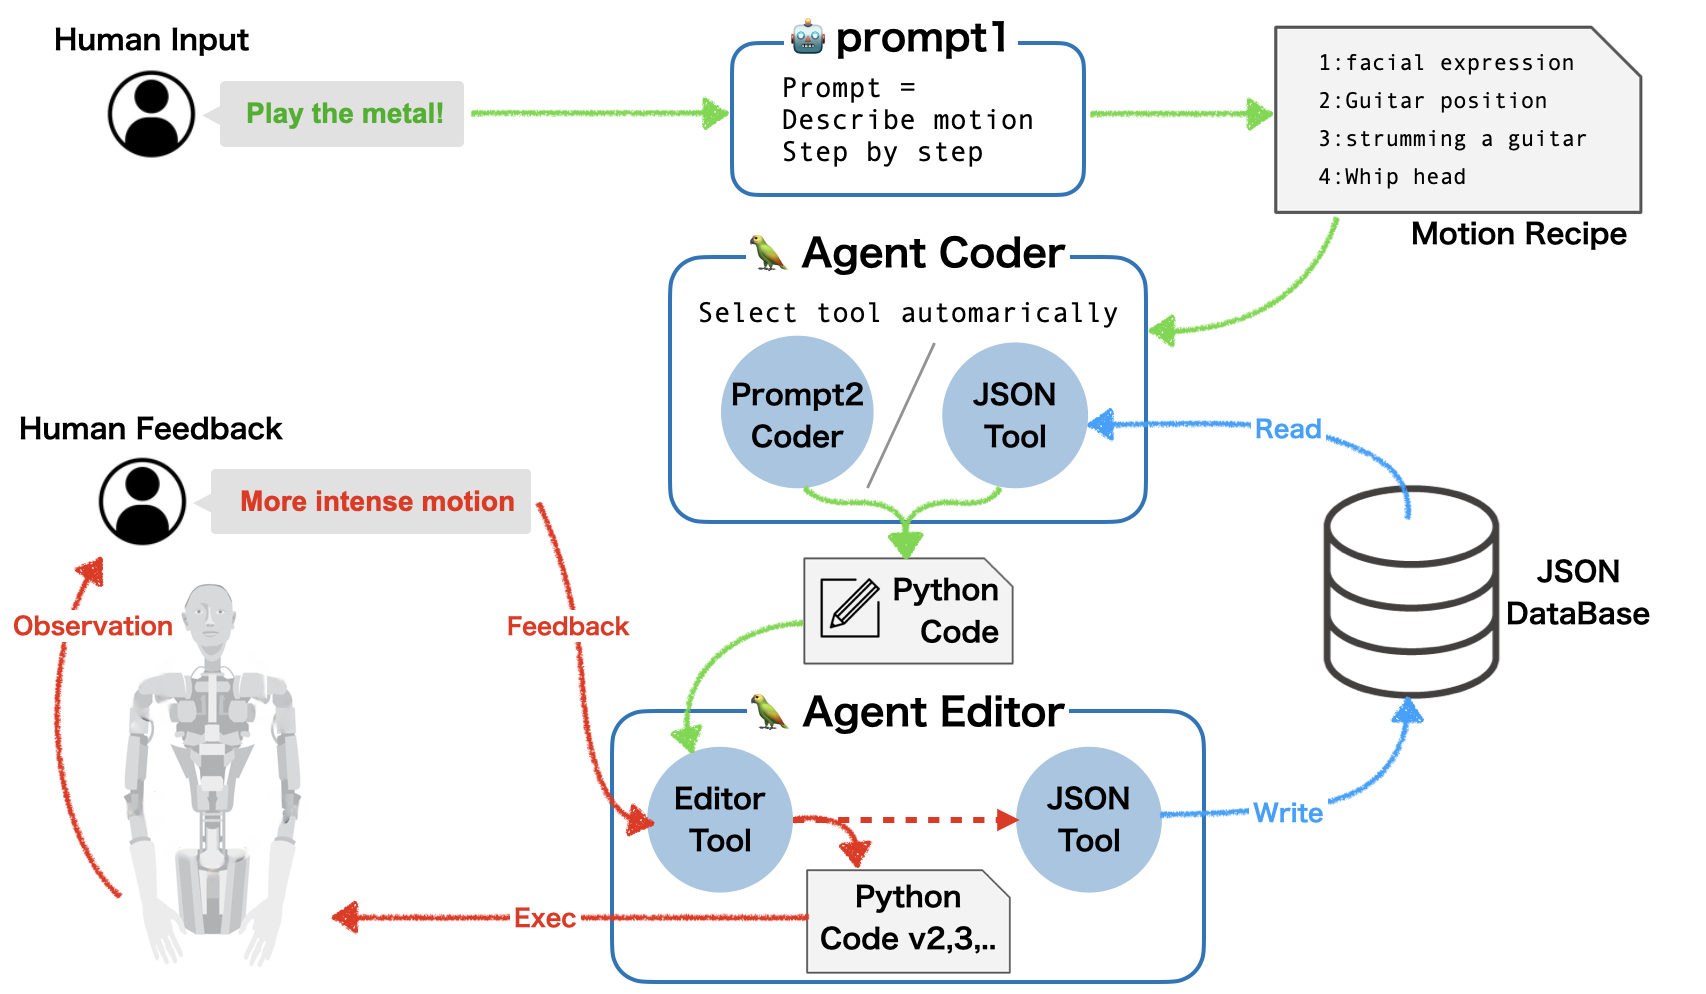 Human Input
Play the metal!
prompt1
Prompt =
Describe motion
Step by step
1:facial expression
2:Guitar position
3:strumming a guitar
4:Whip head
Motion Recipe
Agent Coder
Select tool automarically
Prompt2
Coder
JSON
Tool
Read
Human Feedback
More intense motion
Observation
Feedback
Python
Code
JSON
DataBase
Agent Editor
Editor
Tool
JSON
Tool
Write
Python
Code v2,3,..
Exec